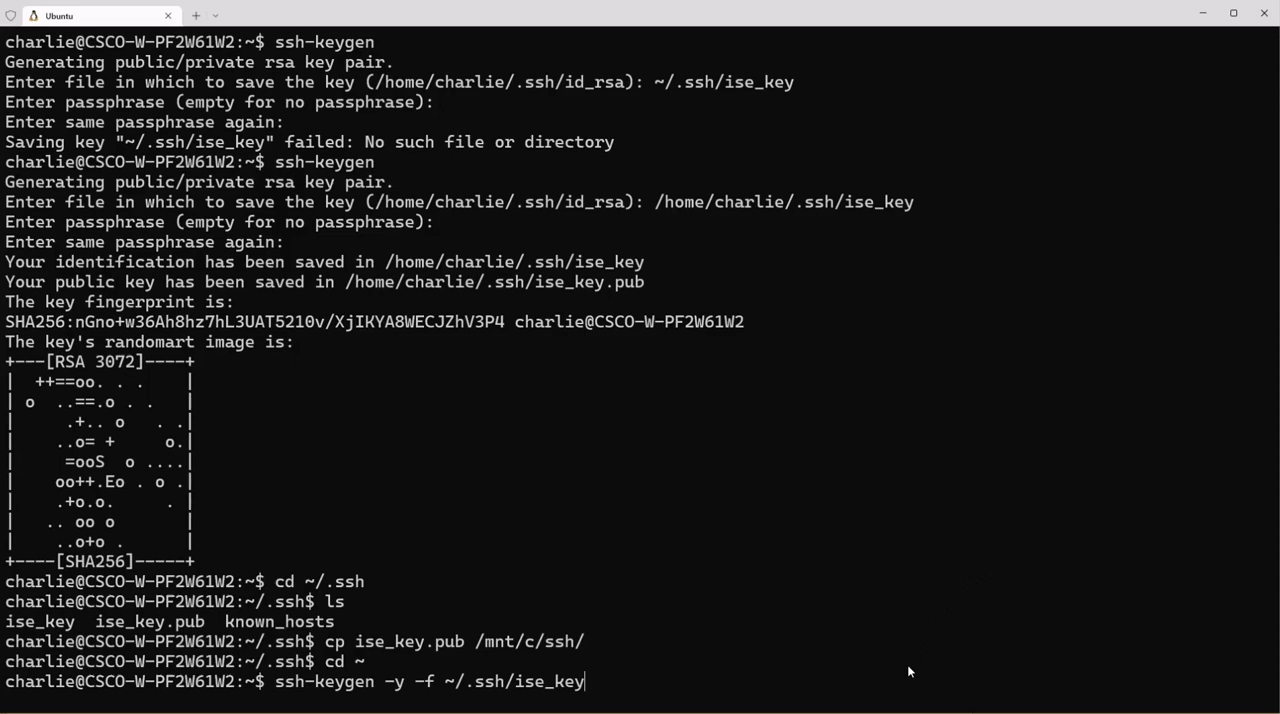 Ubuntu
charlie@CSCO-W-PF2W61W2:~$ ssh-keygen
Generating public/private rsa key pair.
Enter file in which to save the key (/home/charlie/.ssh/id_rsa): ~/.ssh/ise_key
Enter passphrase (empty for no passphrase):
Enter same passphrase again:
Saving key "~/.ssh/ise_key" failed: No such file or directory
charlie@CSCO-W-PF2W61W2:~$ ssh-keygen
Generating public/private rsa key pair.
Enter file in which to save the key (/home/charlie/.ssh/id_rsa): /home/charlie/.ssh/ise_key
Enter passphrase (empty for no passphrase):
Enter same passphrase again:
Your identification has been saved in /home/charlie/.ssh/ise_key
Your public key has been saved in /home/charlie/.ssh/ise_key.pub
The key fingerprint is:
SHA256:nGno+w36Ah8hz7hL3UAT5210v/XjIKYA8WECJZhV3P4 charlie@CSCO-W-PF2W61W2
The key's randomart image is:
+---[RSA 3072]----+
|  ++==oo. . .    |
| o  ..==.o . .   |
|     .+.. o   . .|
|    ..o= +     o.|
|     =ooS  o ....|
|    oo++.Eo . o .|
|    .+o.o.     . |
|   .. oo o       |
|    ..o+o .      |
+----[SHA256]-----+
charlie@CSCO-W-PF2W61W2:~$ cd ~/.ssh
charlie@CSCO-W-PF2W61W2:~/.ssh$ ls
ise_key  ise_key.pub  known_hosts
charlie@CSCO-W-PF2W61W2:~/.ssh$ cp ise_key.pub /mnt/c/ssh/
charlie@CSCO-W-PF2W61W2:~/.ssh$ cd ~
charlie@CSCO-W-PF2W61W2:~$ ssh-keygen -y -f ~/.ssh/ise_key